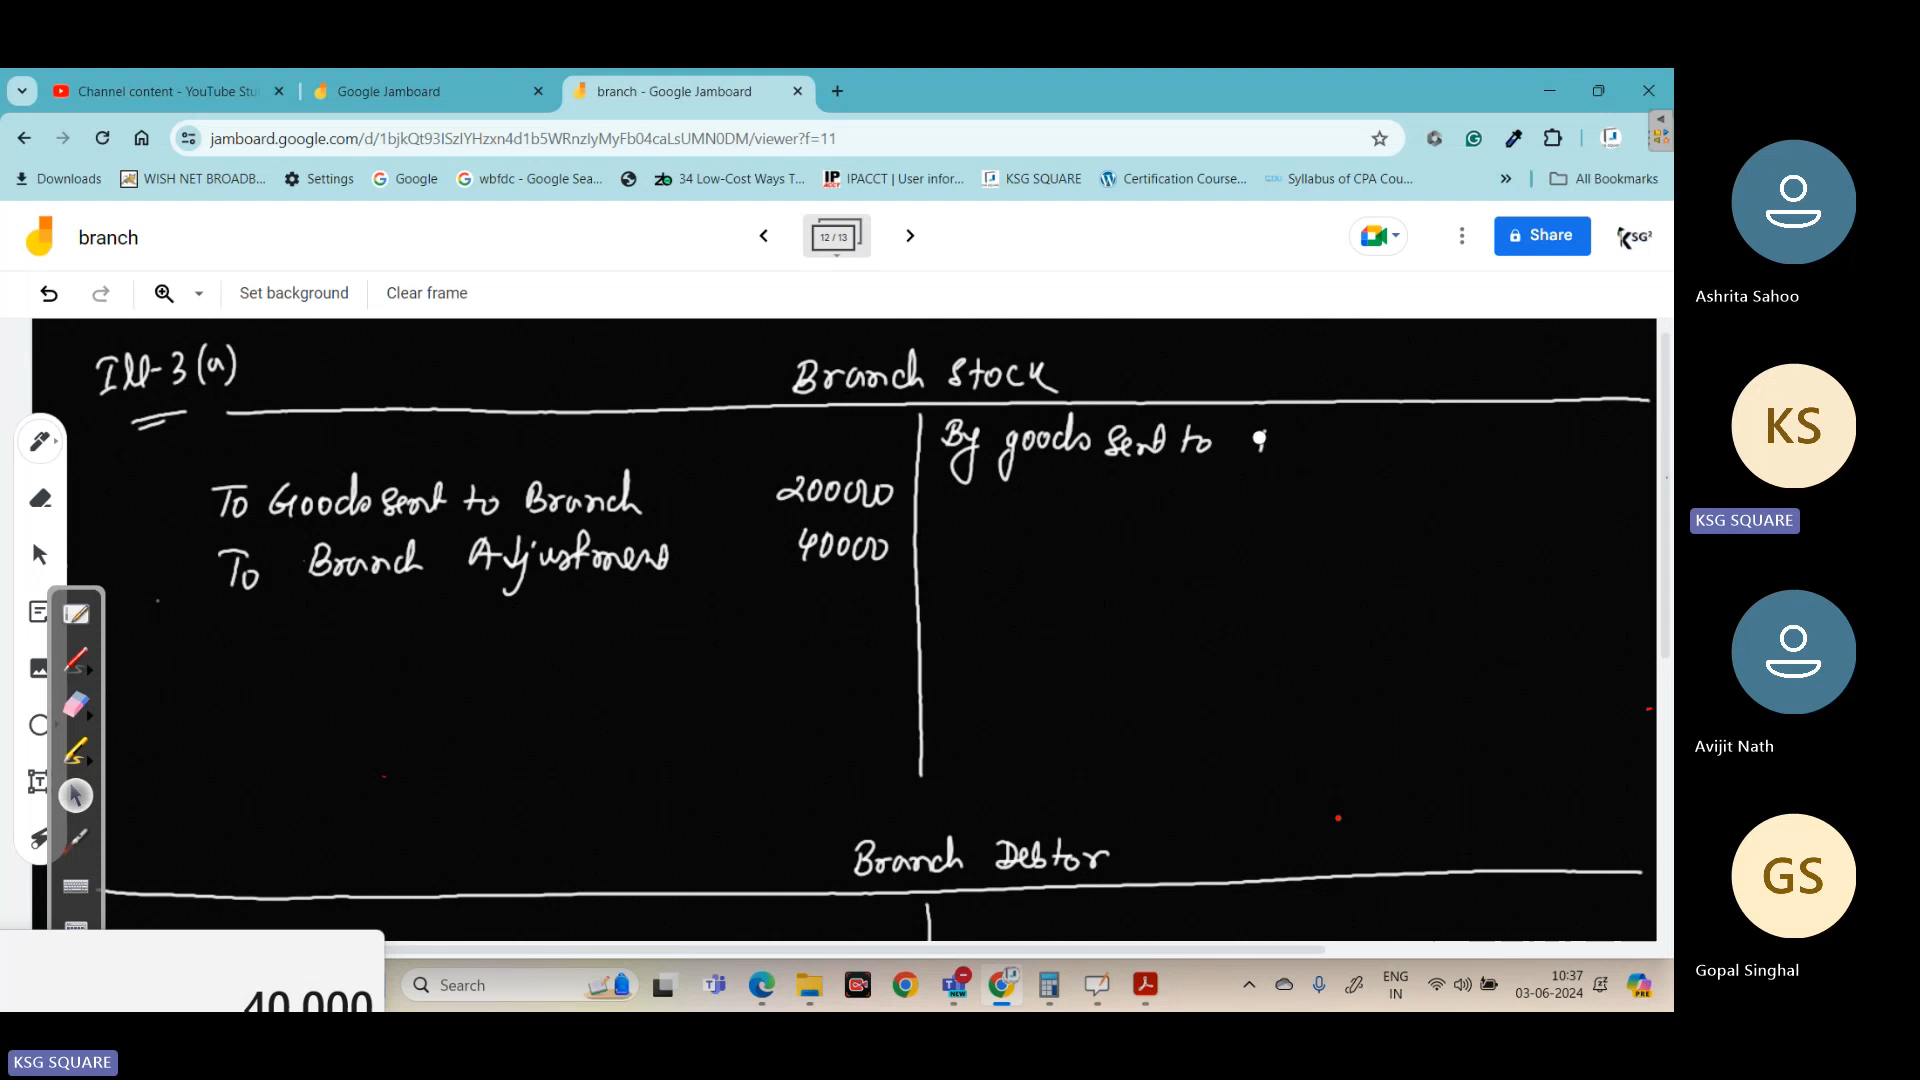 Channel content - YouTube Stu
Google Jamboard
branch - Google Jamboard
jamboard.google.com/d/1bjkQt93ISzIYHzxn4d1b5WRnzIyMyFb04caLsUMN0DM/viewer?f=11
Downloads
WISH NET BROADB...
Settings
Google
wbfdc - Google Sea...
34 Low-Cost Ways T...
IPACCT | User infor...
KSG SQUARE
Certification Course...
Syllabus of CPA Cou...
All Bookmarks
branch
12 / 13
Share
KSG²
Set background
Clear frame
Ill-3(a)
Branch Stock
By goods sent to
To Goods sent to Branch 200000
To Branch Adjustment 40000
Branch Debtor
40,000
Search
ENG
IN
10:37
03-06-2024
Ashrita Sahoo
KS
KSG SQUARE
Avijit Nath
GS
Gopal Singhal
KSG SQUARE